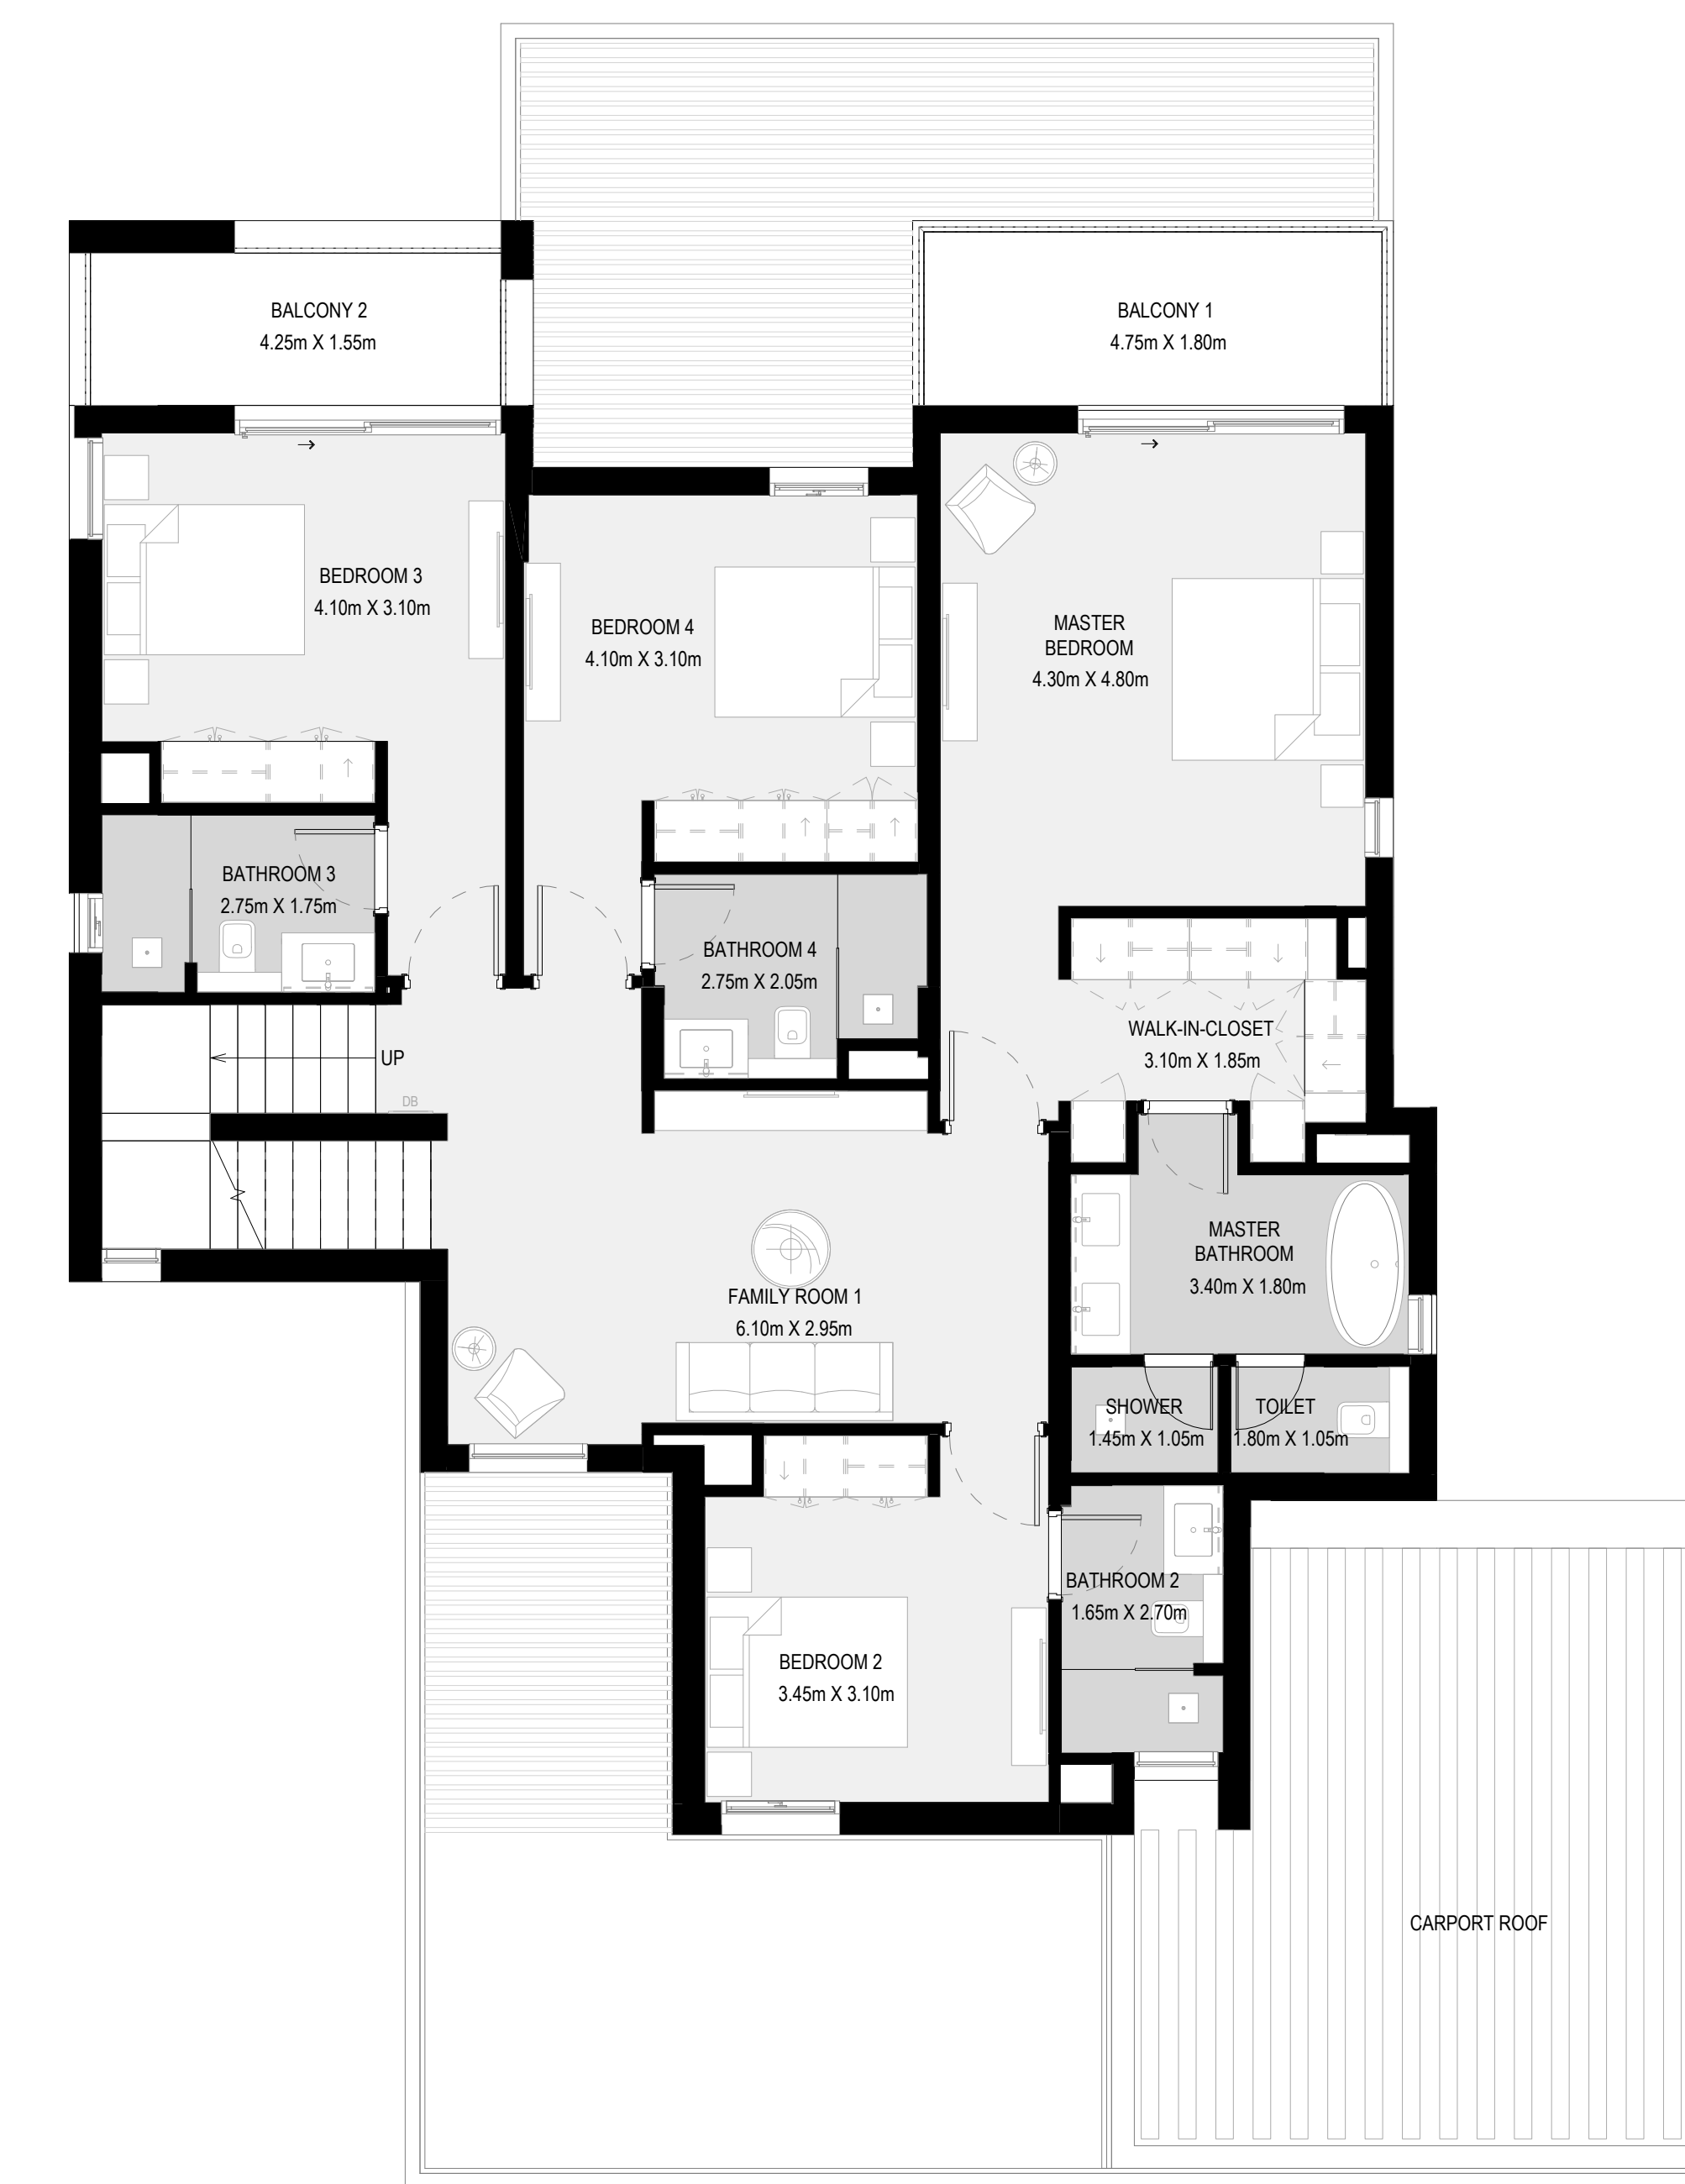 BALCONY 2
4.25m X 1.55m
BALCONY 1
4.75m X 1.80m
BEDROOM 3
4.10m X 3.10m
BEDROOM 4
4.10m X 3.10m
MASTER
BEDROOM
4.30m X 4.80m
BATHROOM 3
2.75m X 1.75m
BATHROOM 4
2.75m X 2.05m
WALK-IN-CLOSET
3.10m X 1.85m
UP
DB
MASTER
BATHROOM
3.40m X 1.80m
FAMILY ROOM 1
6.10m X 2.95m
SHOWER
1.45m X 1.05m
TOILET
1.80m X 1.05m
BATHROOM 2
1.65m X 2.70m
BEDROOM 2
3.45m X 3.10m
CARPORT ROOF